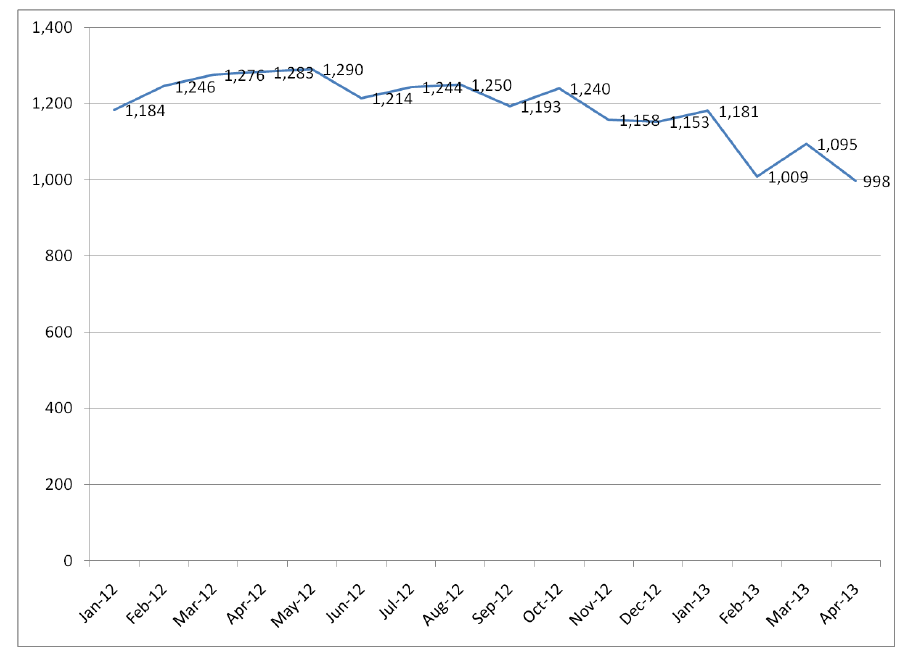 1,400
1,200
1,000
800
600
400
200
0
1,184
1,246
1,276
1,283
1,290
1,214
1,244
1,250
1,193
1,240
1,158
1,153
1,181
1,009
1,095
998
Jan-12
Feb-12
Mar-12
Apr-12
May-12
Jun-12
Jul-12
Aug-12
Sep-12
Oct-12
Nov-12
Dec-12
Jan-13
Feb-13
Mar-13
Apr-13